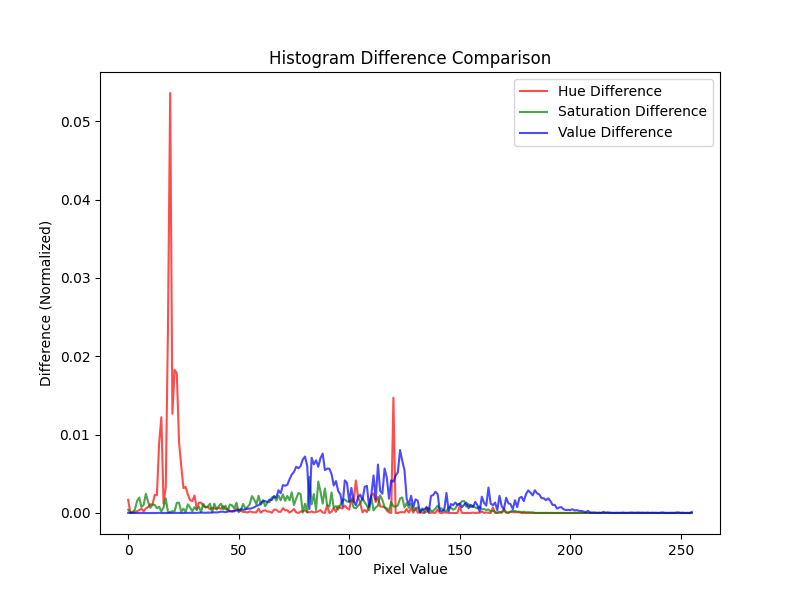 Histogram Difference Comparison
Hue Difference
Saturation Difference
Value Difference
Difference (Normalized)
0.05
0.04
0.03
0.02
0.01
0.00
0 50 100 150 200 250
Pixel Value